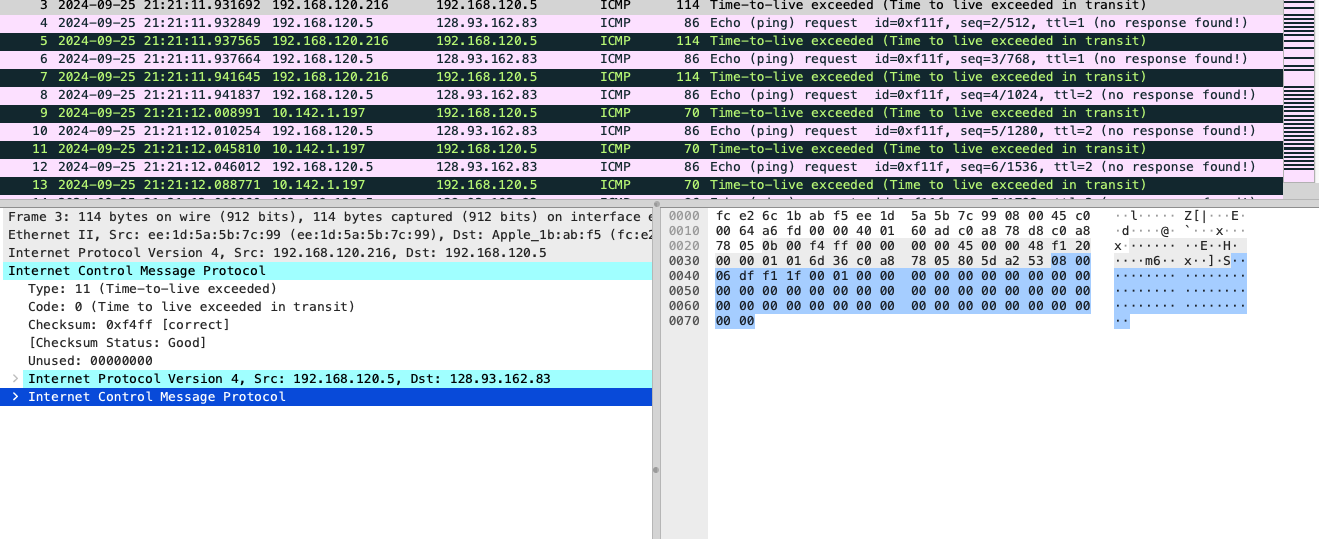 3 2024-09-25 21:21:11.931692 192.168.120.216 192.168.120.5 ICMP 114 Time-to-live exceeded (Time to live exceeded in transit)
4 2024-09-25 21:21:11.932849 192.168.120.5 128.93.162.83 ICMP 86 Echo (ping) request id=0xf11f, seq=2/512, ttl=1 (no response found!)
5 2024-09-25 21:21:11.937565 192.168.120.216 192.168.120.5 ICMP 114 Time-to-live exceeded (Time to live exceeded in transit)
6 2024-09-25 21:21:11.937664 192.168.120.5 128.93.162.83 ICMP 86 Echo (ping) request id=0xf11f, seq=3/768, ttl=1 (no response found!)
7 2024-09-25 21:21:11.941645 192.168.120.216 192.168.120.5 ICMP 114 Time-to-live exceeded (Time to live exceeded in transit)
8 2024-09-25 21:21:11.941837 192.168.120.5 128.93.162.83 ICMP 86 Echo (ping) request id=0xf11f, seq=4/1024, ttl=2 (no response found!)
9 2024-09-25 21:21:12.008991 10.142.1.197 192.168.120.5 ICMP 70 Time-to-live exceeded (Time to live exceeded in transit)
10 2024-09-25 21:21:12.010254 192.168.120.5 128.93.162.83 ICMP 86 Echo (ping) request id=0xf11f, seq=5/1280, ttl=2 (no response found!)
11 2024-09-25 21:21:12.045810 10.142.1.197 192.168.120.5 ICMP 70 Time-to-live exceeded (Time to live exceeded in transit)
12 2024-09-25 21:21:12.046012 192.168.120.5 128.93.162.83 ICMP 86 Echo (ping) request id=0xf11f, seq=6/1536, ttl=2 (no response found!)
13 2024-09-25 21:21:12.088771 10.142.1.197 192.168.120.5 ICMP 70 Time-to-live exceeded (Time to live exceeded in transit)
Frame 3: 114 bytes on wire (912 bits), 114 bytes captured (912 bits) on interface e
Ethernet II, Src: ee:1d:5a:5b:7c:99 (ee:1d:5a:5b:7c:99), Dst: Apple_1b:ab:f5 (fc:e2
Internet Protocol Version 4, Src: 192.168.120.216, Dst: 192.168.120.5
Internet Control Message Protocol
Type: 11 (Time-to-live exceeded)
Code: 0 (Time to live exceeded in transit)
Checksum: 0xf4ff [correct]
[Checksum Status: Good]
Unused: 00000000
> Internet Protocol Version 4, Src: 192.168.120.5, Dst: 128.93.162.83
> Internet Control Message Protocol
0000 fc e2 6c 1b ab f5 ee 1d 5a 5b 7c 99 08 00 45 c0 ··l····· Z[|···E·
0010 00 64 a6 fd 00 00 40 01 60 ad c0 a8 78 d8 c0 a8 ·d····@· `···x···
0020 78 05 0b 00 f4 ff 00 00 00 00 45 00 00 48 f1 20 x······· ··E··H·
0030 00 00 01 01 6d 36 c0 a8 78 05 80 5d a2 53 08 00 ····m6·· x··]·S··
0040 06 df f1 1f 00 01 00 00 00 00 00 00 00 00 00 00 ········ ········
0050 00 00 00 00 00 00 00 00 00 00 00 00 00 00 00 00 ········ ········
0060 00 00 00 00 00 00 00 00 00 00 00 00 00 00 00 00 ········ ········
0070 00 00 ··